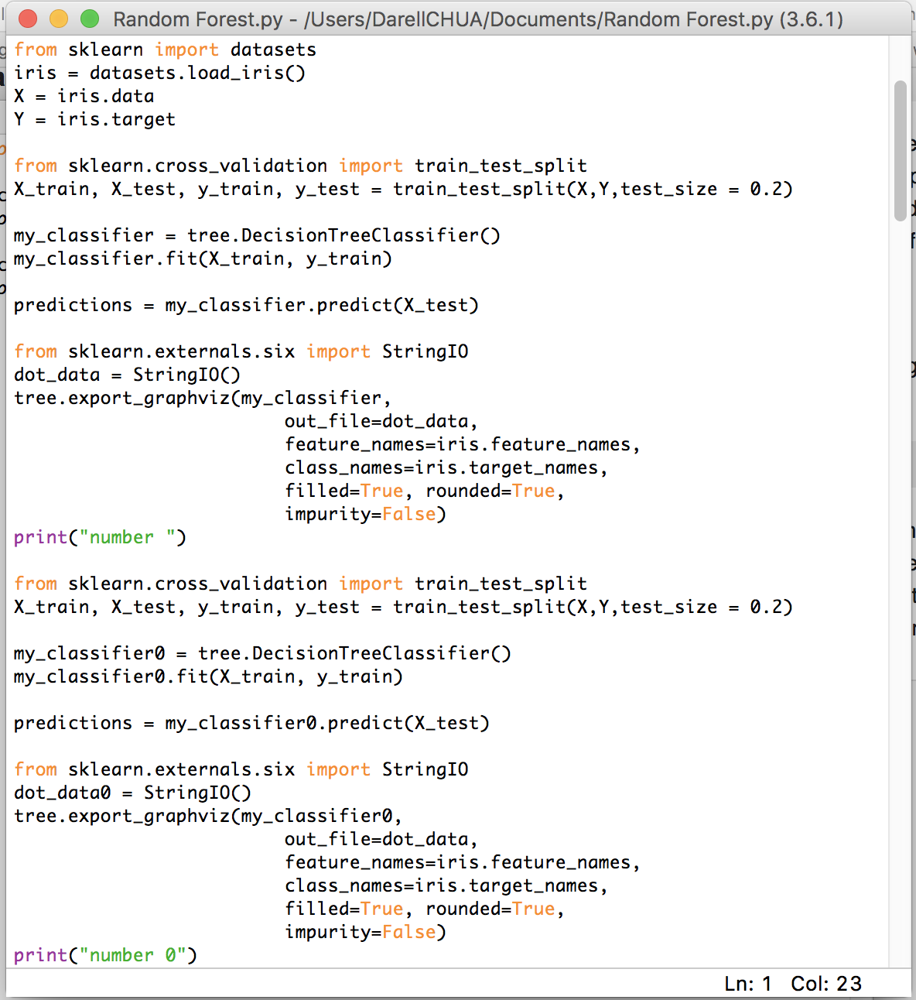 Random Forest.py - /Users/DarellCHUA/Documents/Random Forest.py (3.6.1)
from sklearn import datasets
iris = datasets.load_iris()
X = iris.data
Y = iris.target

from sklearn.cross_validation import train_test_split
X_train, X_test, y_train, y_test = train_test_split(X,Y,test_size = 0.2)

my_classifier = tree.DecisionTreeClassifier()
my_classifier.fit(X_train, y_train)

predictions = my_classifier.predict(X_test)

from sklearn.externals.six import StringIO
dot_data = StringIO()
tree.export_graphviz(my_classifier,
                         out_file=dot_data,
                         feature_names=iris.feature_names,
                         class_names=iris.target_names,
                         filled=True, rounded=True,
                         impurity=False)
print("number ")

from sklearn.cross_validation import train_test_split
X_train, X_test, y_train, y_test = train_test_split(X,Y,test_size = 0.2)

my_classifier0 = tree.DecisionTreeClassifier()
my_classifier0.fit(X_train, y_train)

predictions = my_classifier0.predict(X_test)

from sklearn.externals.six import StringIO
dot_data0 = StringIO()
tree.export_graphviz(my_classifier0,
                         out_file=dot_data,
                         feature_names=iris.feature_names,
                         class_names=iris.target_names,
                         filled=True, rounded=True,
                         impurity=False)
print("number 0")
Ln: 1 Col: 23